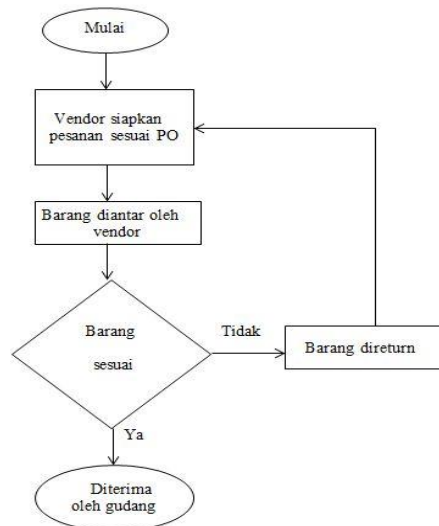 Mulai
Vendor siapkan
pesanan sesuai PO
Barang diantar oleh
vendor
Barang
sesuai
Tidak
Barang direturn
Ya
Diterima
oleh gudang